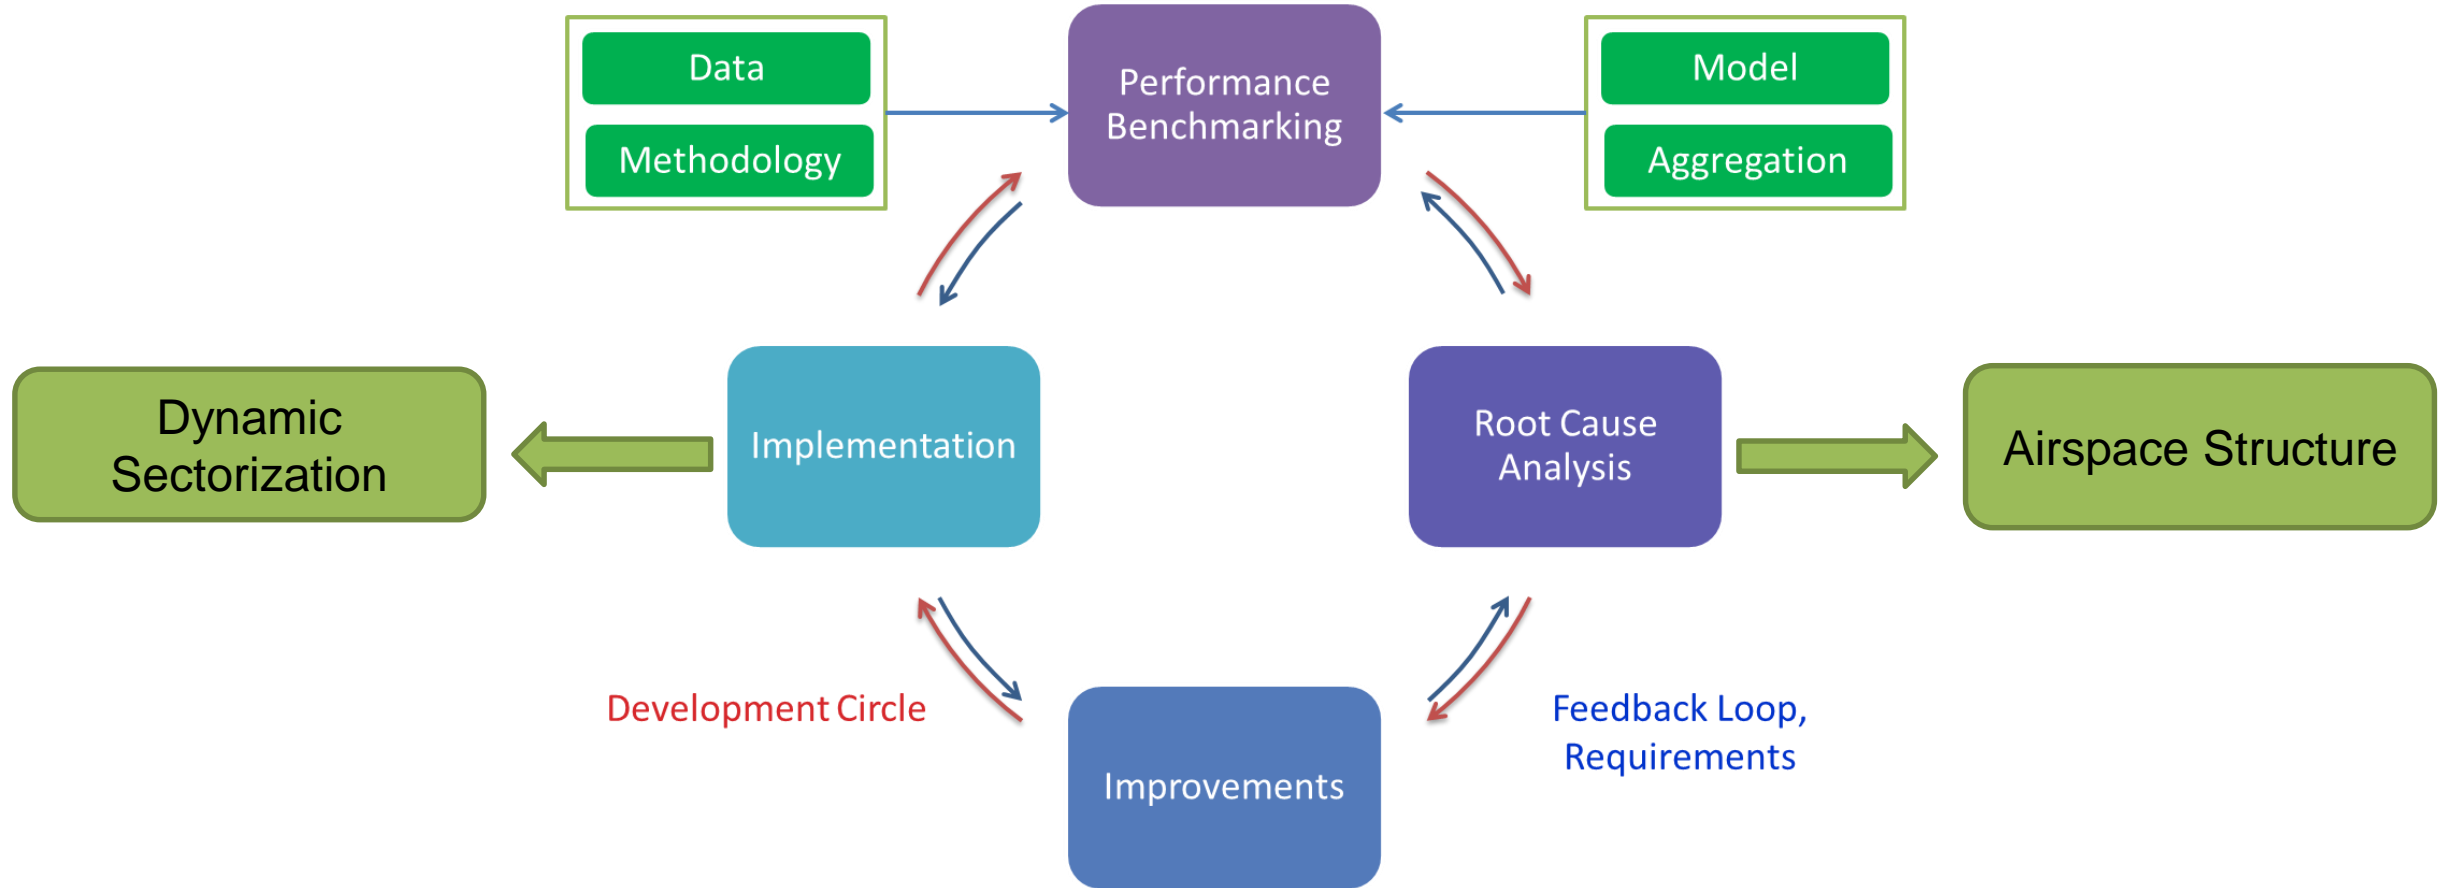 Data
Methodology
Performance
Benchmarking
Model
Aggregation
Dynamic
Sectorization
Implementation
Root Cause
Analysis
Airspace Structure
Development Circle
Improvements
Feedback Loop,
Requirements